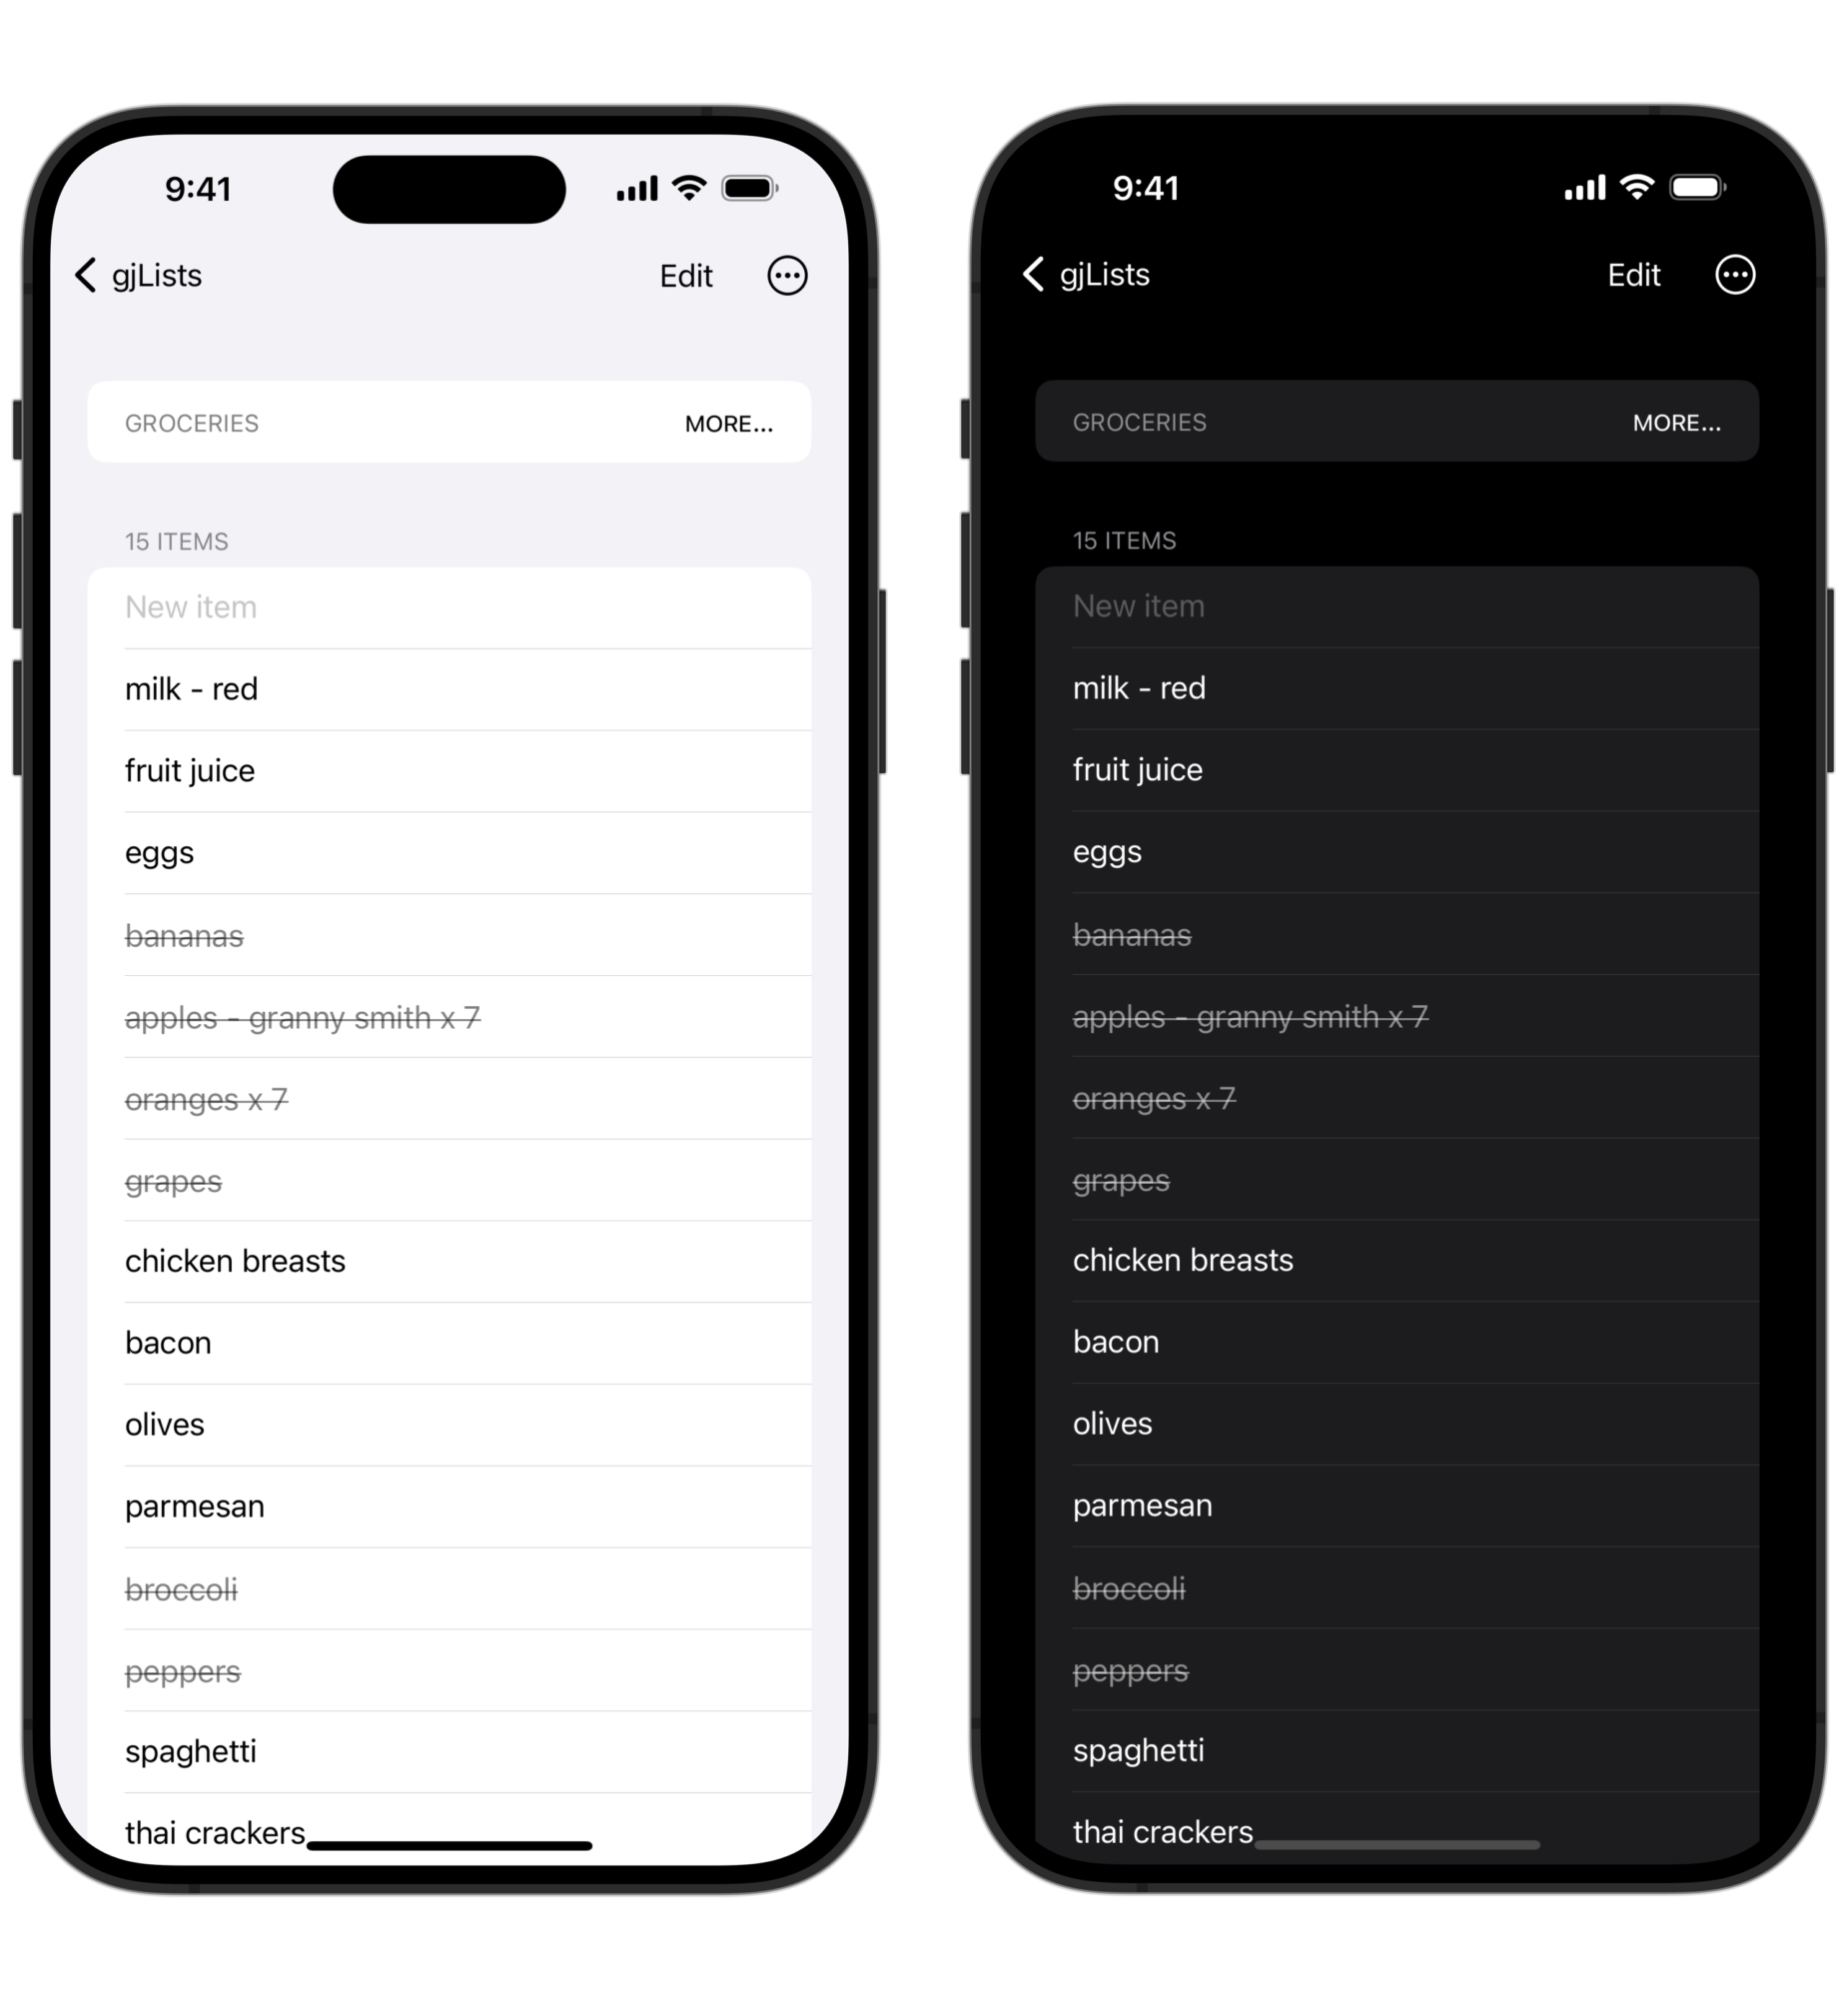 9:41
gjLists Edit
GROCERIES MORE...
15 ITEMS
New item
milk - red
fruit juice
eggs
bananas
apples - granny smith x 7
oranges x 7
grapes
chicken breasts
bacon
olives
parmesan
broccoli
peppers
spaghetti
thai crackers
9:41
gjLists Edit
GROCERIES MORE...
15 ITEMS
New item
milk - red
fruit juice
eggs
bananas
apples - granny smith x 7
oranges x 7
grapes
chicken breasts
bacon
olives
parmesan
broccoli
peppers
spaghetti
thai crackers